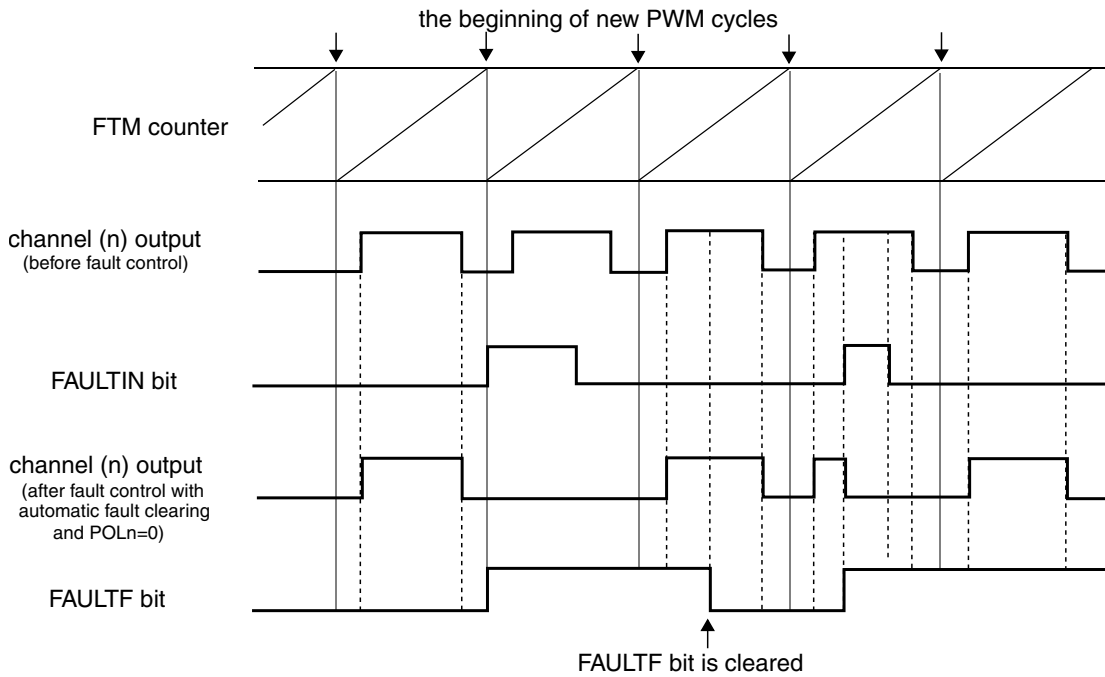 the beginning of new PWM cycles
FTM counter
channel (n) output
(before fault control)
FAULTIN bit
channel (n) output
(after fault control with
automatic fault clearing
and POLn=0)
FAULTF bit
FAULTF bit is cleared